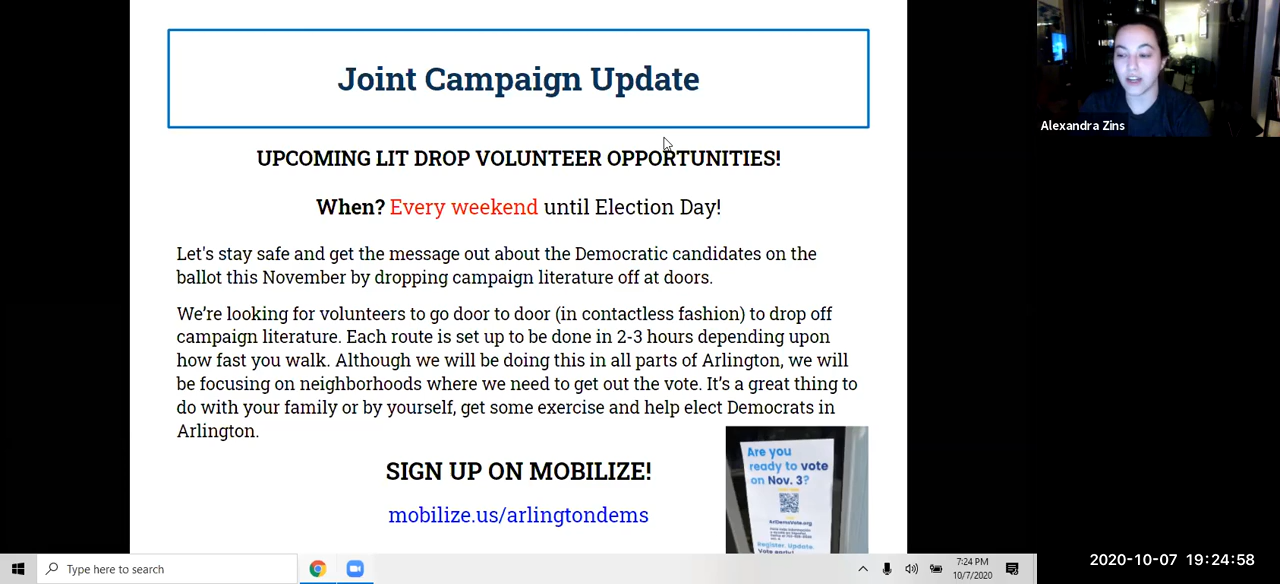 Joint Campaign Update
UPCOMING LIT DROP VOLUNTEER OPPORTUNITIES!
When? Every weekend until Election Day!
Let's stay safe and get the message out about the Democratic candidates on the
ballot this November by dropping campaign literature off at doors.
We're looking for volunteers to go door to door (in contactless fashion) to drop off
campaign literature. Each route is set up to be done in 2-3 hours depending upon
how fast you walk. Although we will be doing this in all parts of Arlington, we will
be focusing on neighborhoods where we need to get out the vote. It's a great thing to
do with your family or by yourself, get some exercise and help elect Democrats in
Arlington.
SIGN UP ON MOBILIZE!
mobilize.us/arlingtondems
Are you
ready to vote
on Nov. 3?
ArlDemsVote.org
Register. Update.
Vote early!
Alexandra Zins
Type here to search
7:24 PM
10/7/2020
2020-10-07 19:24:58